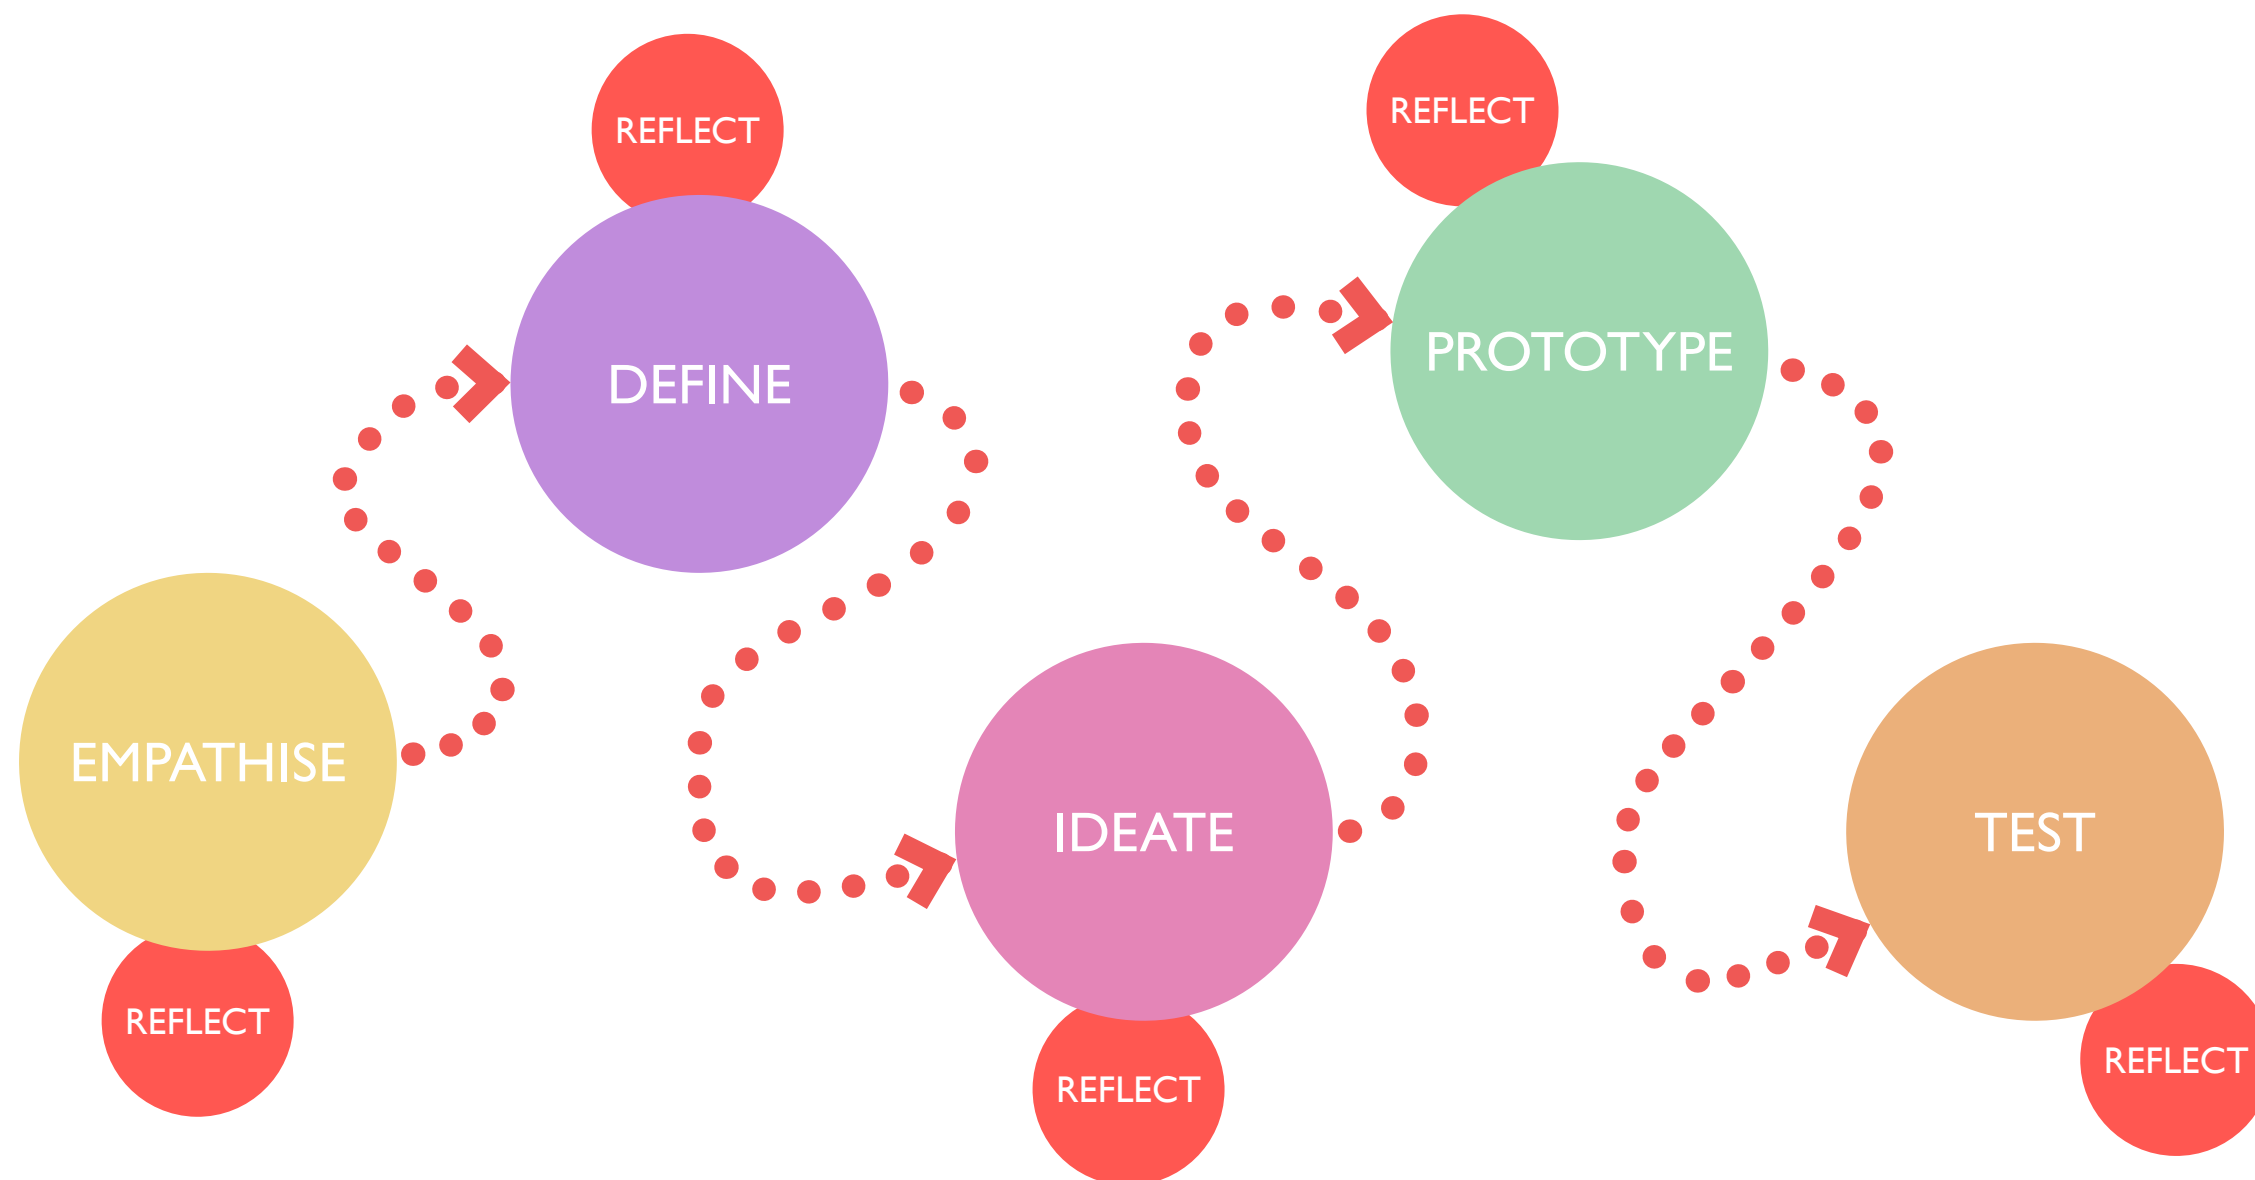 REFLECT
DEFINE
EMPATHISE
REFLECT
IDEATE
REFLECT
REFLECT
PROTOTYPE
TEST
REFLECT